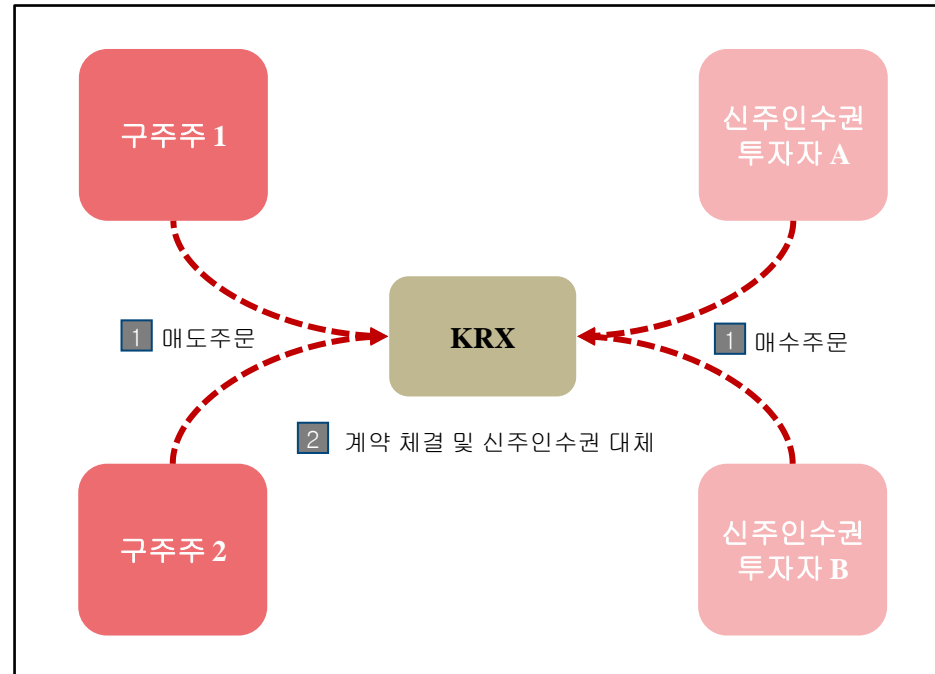 구주주 1
신주인수권
투자자 A
KRX
1 매도주문
1 매수주문
2 계약 체결 및 신주인수권 대체
구주주 2
신주인수권
투자자 B